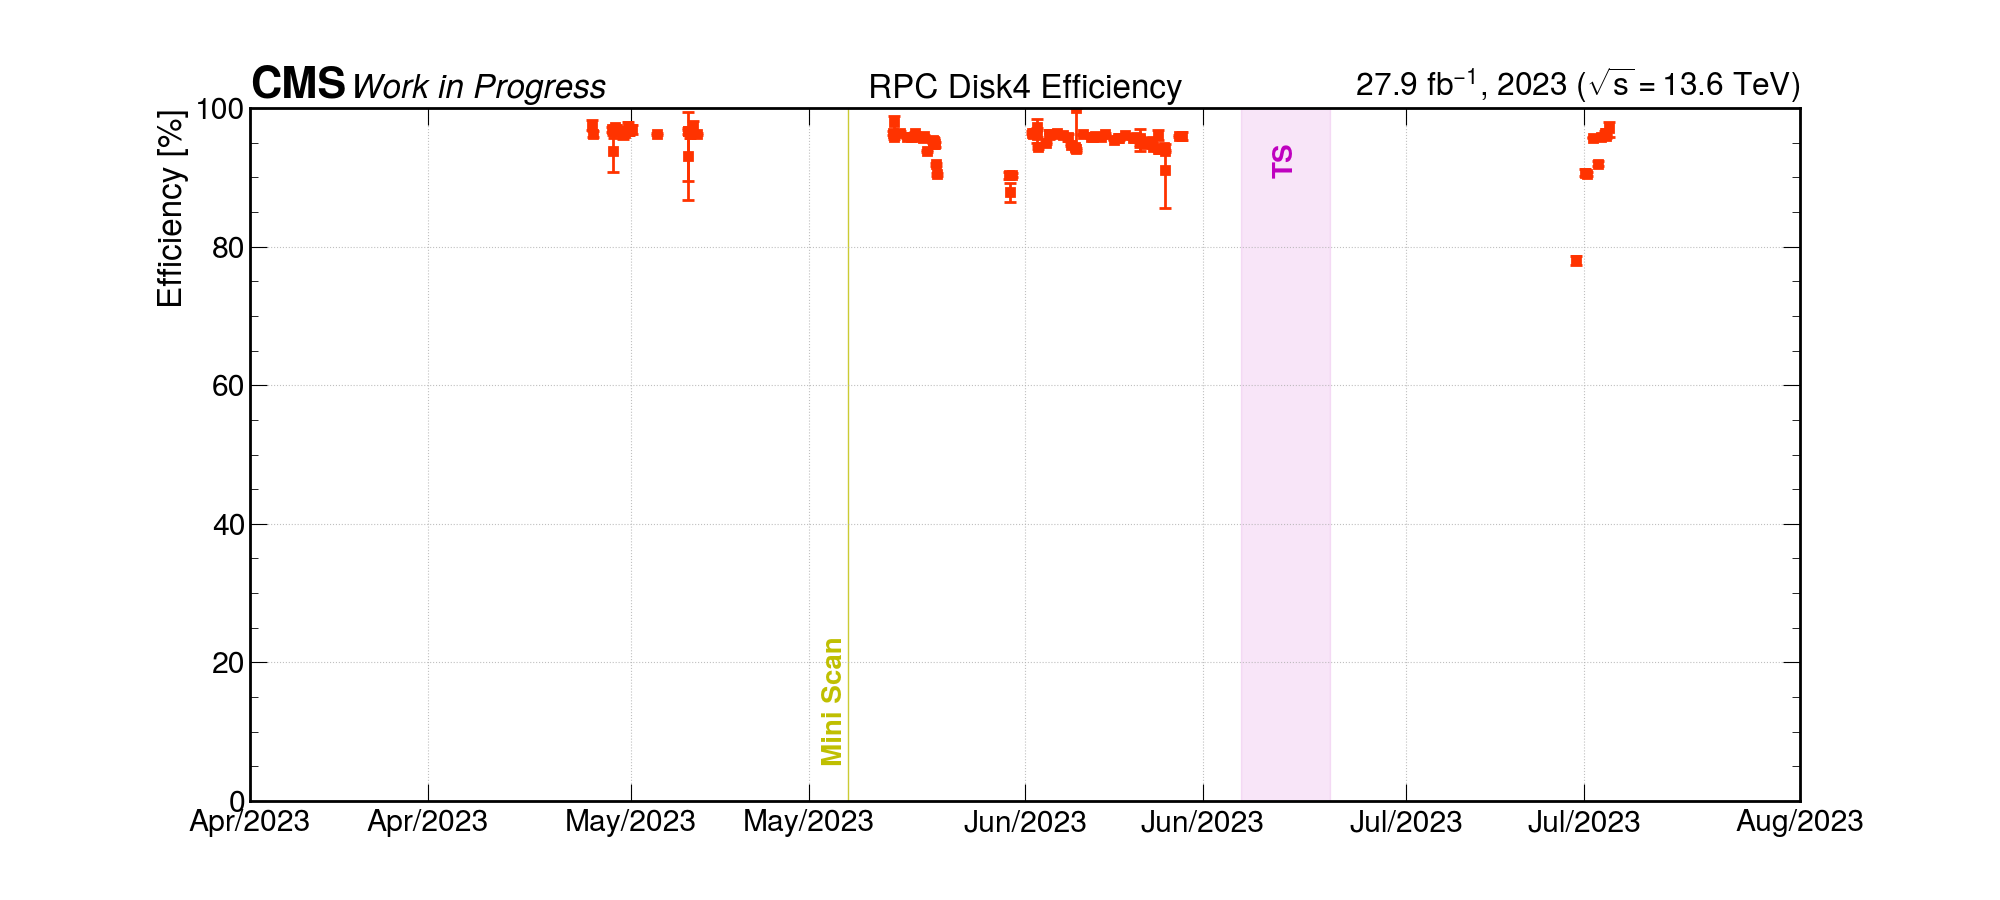 CMS Work in Progress
RPC Disk4 Efficiency
27.9 fb⁻¹, 2023 (√s = 13.6 TeV)
Efficiency [%]
100
80
60
40
20
0
Mini Scan
TS
Apr/2023 Apr/2023 May/2023 May/2023 Jun/2023 Jun/2023 Jul/2023 Jul/2023 Aug/2023